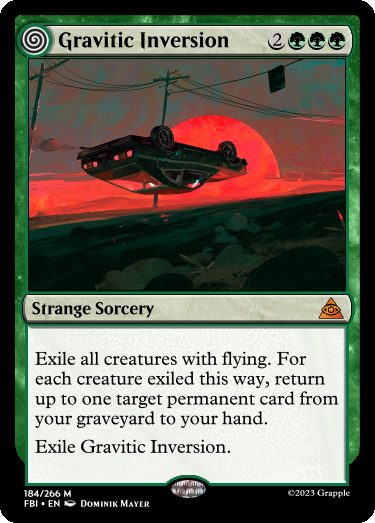 Gravitic Inversion 2
Strange Sorcery
Exile all creatures with flying. For
each creature exiled this way, return
up to one target permanent card from
your graveyard to your hand.
Exile Gravitic Inversion.
184/266 M
FBI • EN DOMINIK MAYER
©2023 Grapple